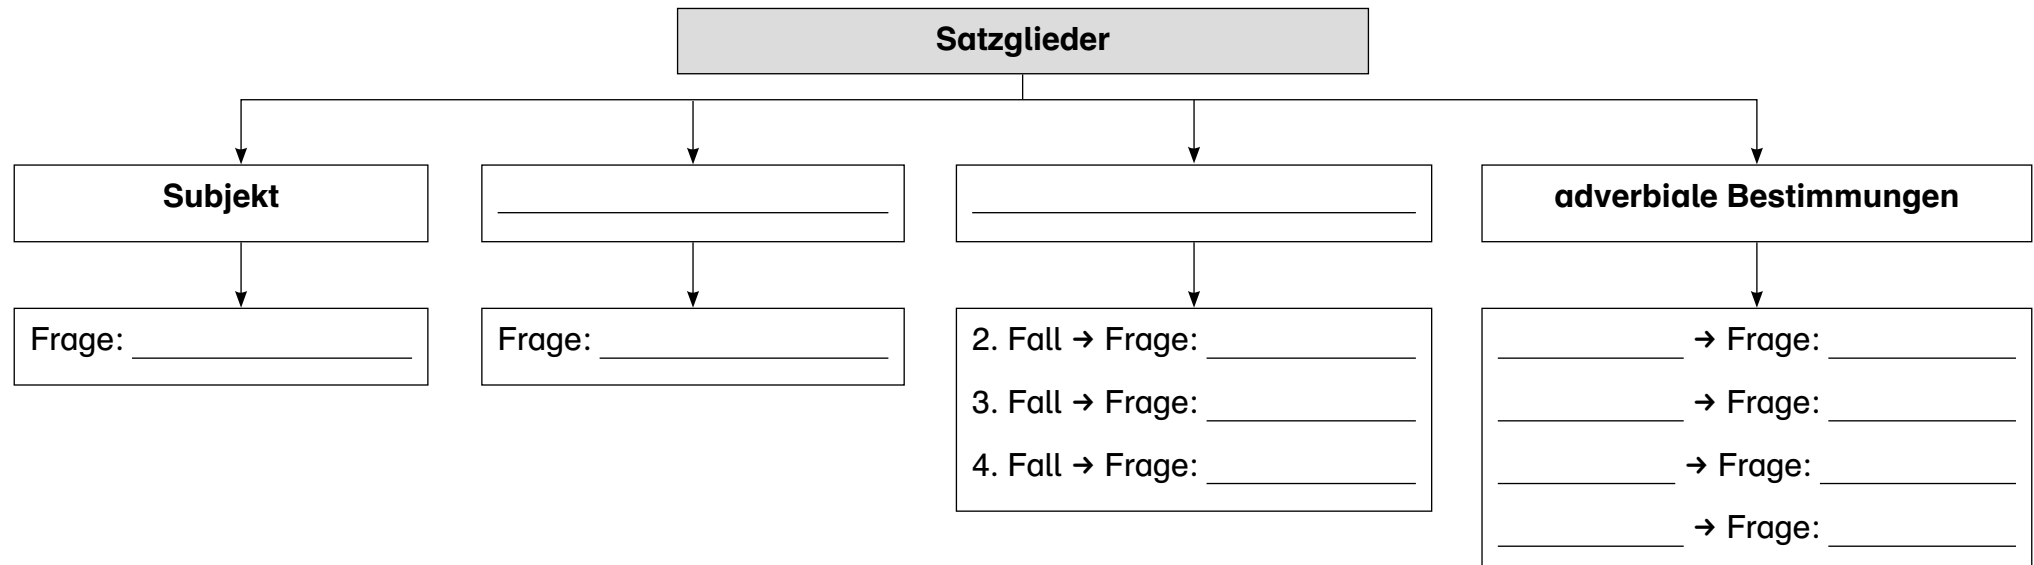 Satzglieder
Subjekt
adverbiale Bestimmungen
Frage:
Frage:
2. Fall → Frage:
3. Fall → Frage:
4. Fall → Frage:
→ Frage:
→ Frage:
→ Frage:
→ Frage: